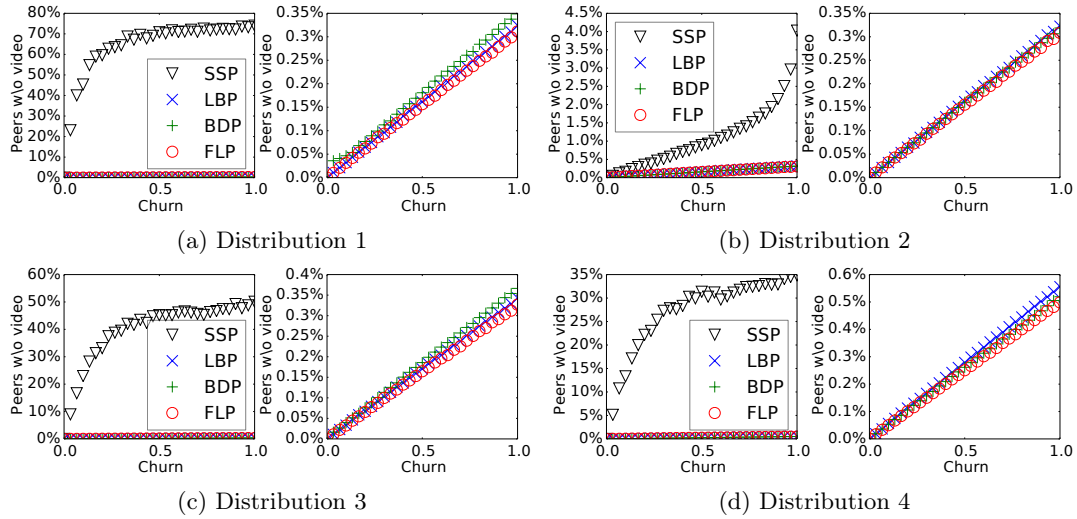 80%
70%
60%
50%
40%
30%
20%
10%
0%
Peers w\o video
SSP
LBP
BDP
FLP
0.0 0.5 1.0
Churn
0.35%
0.3%
0.25%
0.2%
0.15%
0.1%
0.05%
0.0%
Peers w\o video
0.0 0.5 1.0
Churn
(a) Distribution 1
4.5%
4.0%
3.5%
3.0%
2.5%
2.0%
1.5%
1.0%
0.5%
0.0%
Peers w\o video
SSP
LBP
BDP
FLP
0.0 0.5 1.0
Churn
0.35%
0.3%
0.25%
0.2%
0.15%
0.1%
0.05%
0.0%
Peers w\o video
0.0 0.5 1.0
Churn
(b) Distribution 2
60%
50%
40%
30%
20%
10%
0%
Peers w\o video
SSP
LBP
BDP
FLP
0.0 0.5 1.0
Churn
0.4%
0.35%
0.3%
0.25%
0.2%
0.15%
0.1%
0.05%
0.0%
Peers w\o video
0.0 0.5 1.0
Churn
(c) Distribution 3
35%
30%
25%
20%
15%
10%
5%
0%
Peers w\o video
SSP
LBP
BDP
FLP
0.0 0.5 1.0
Churn
0.6%
0.5%
0.4%
0.3%
0.2%
0.1%
0.0%
Peers w\o video
0.0 0.5 1.0
Churn
(d) Distribution 4